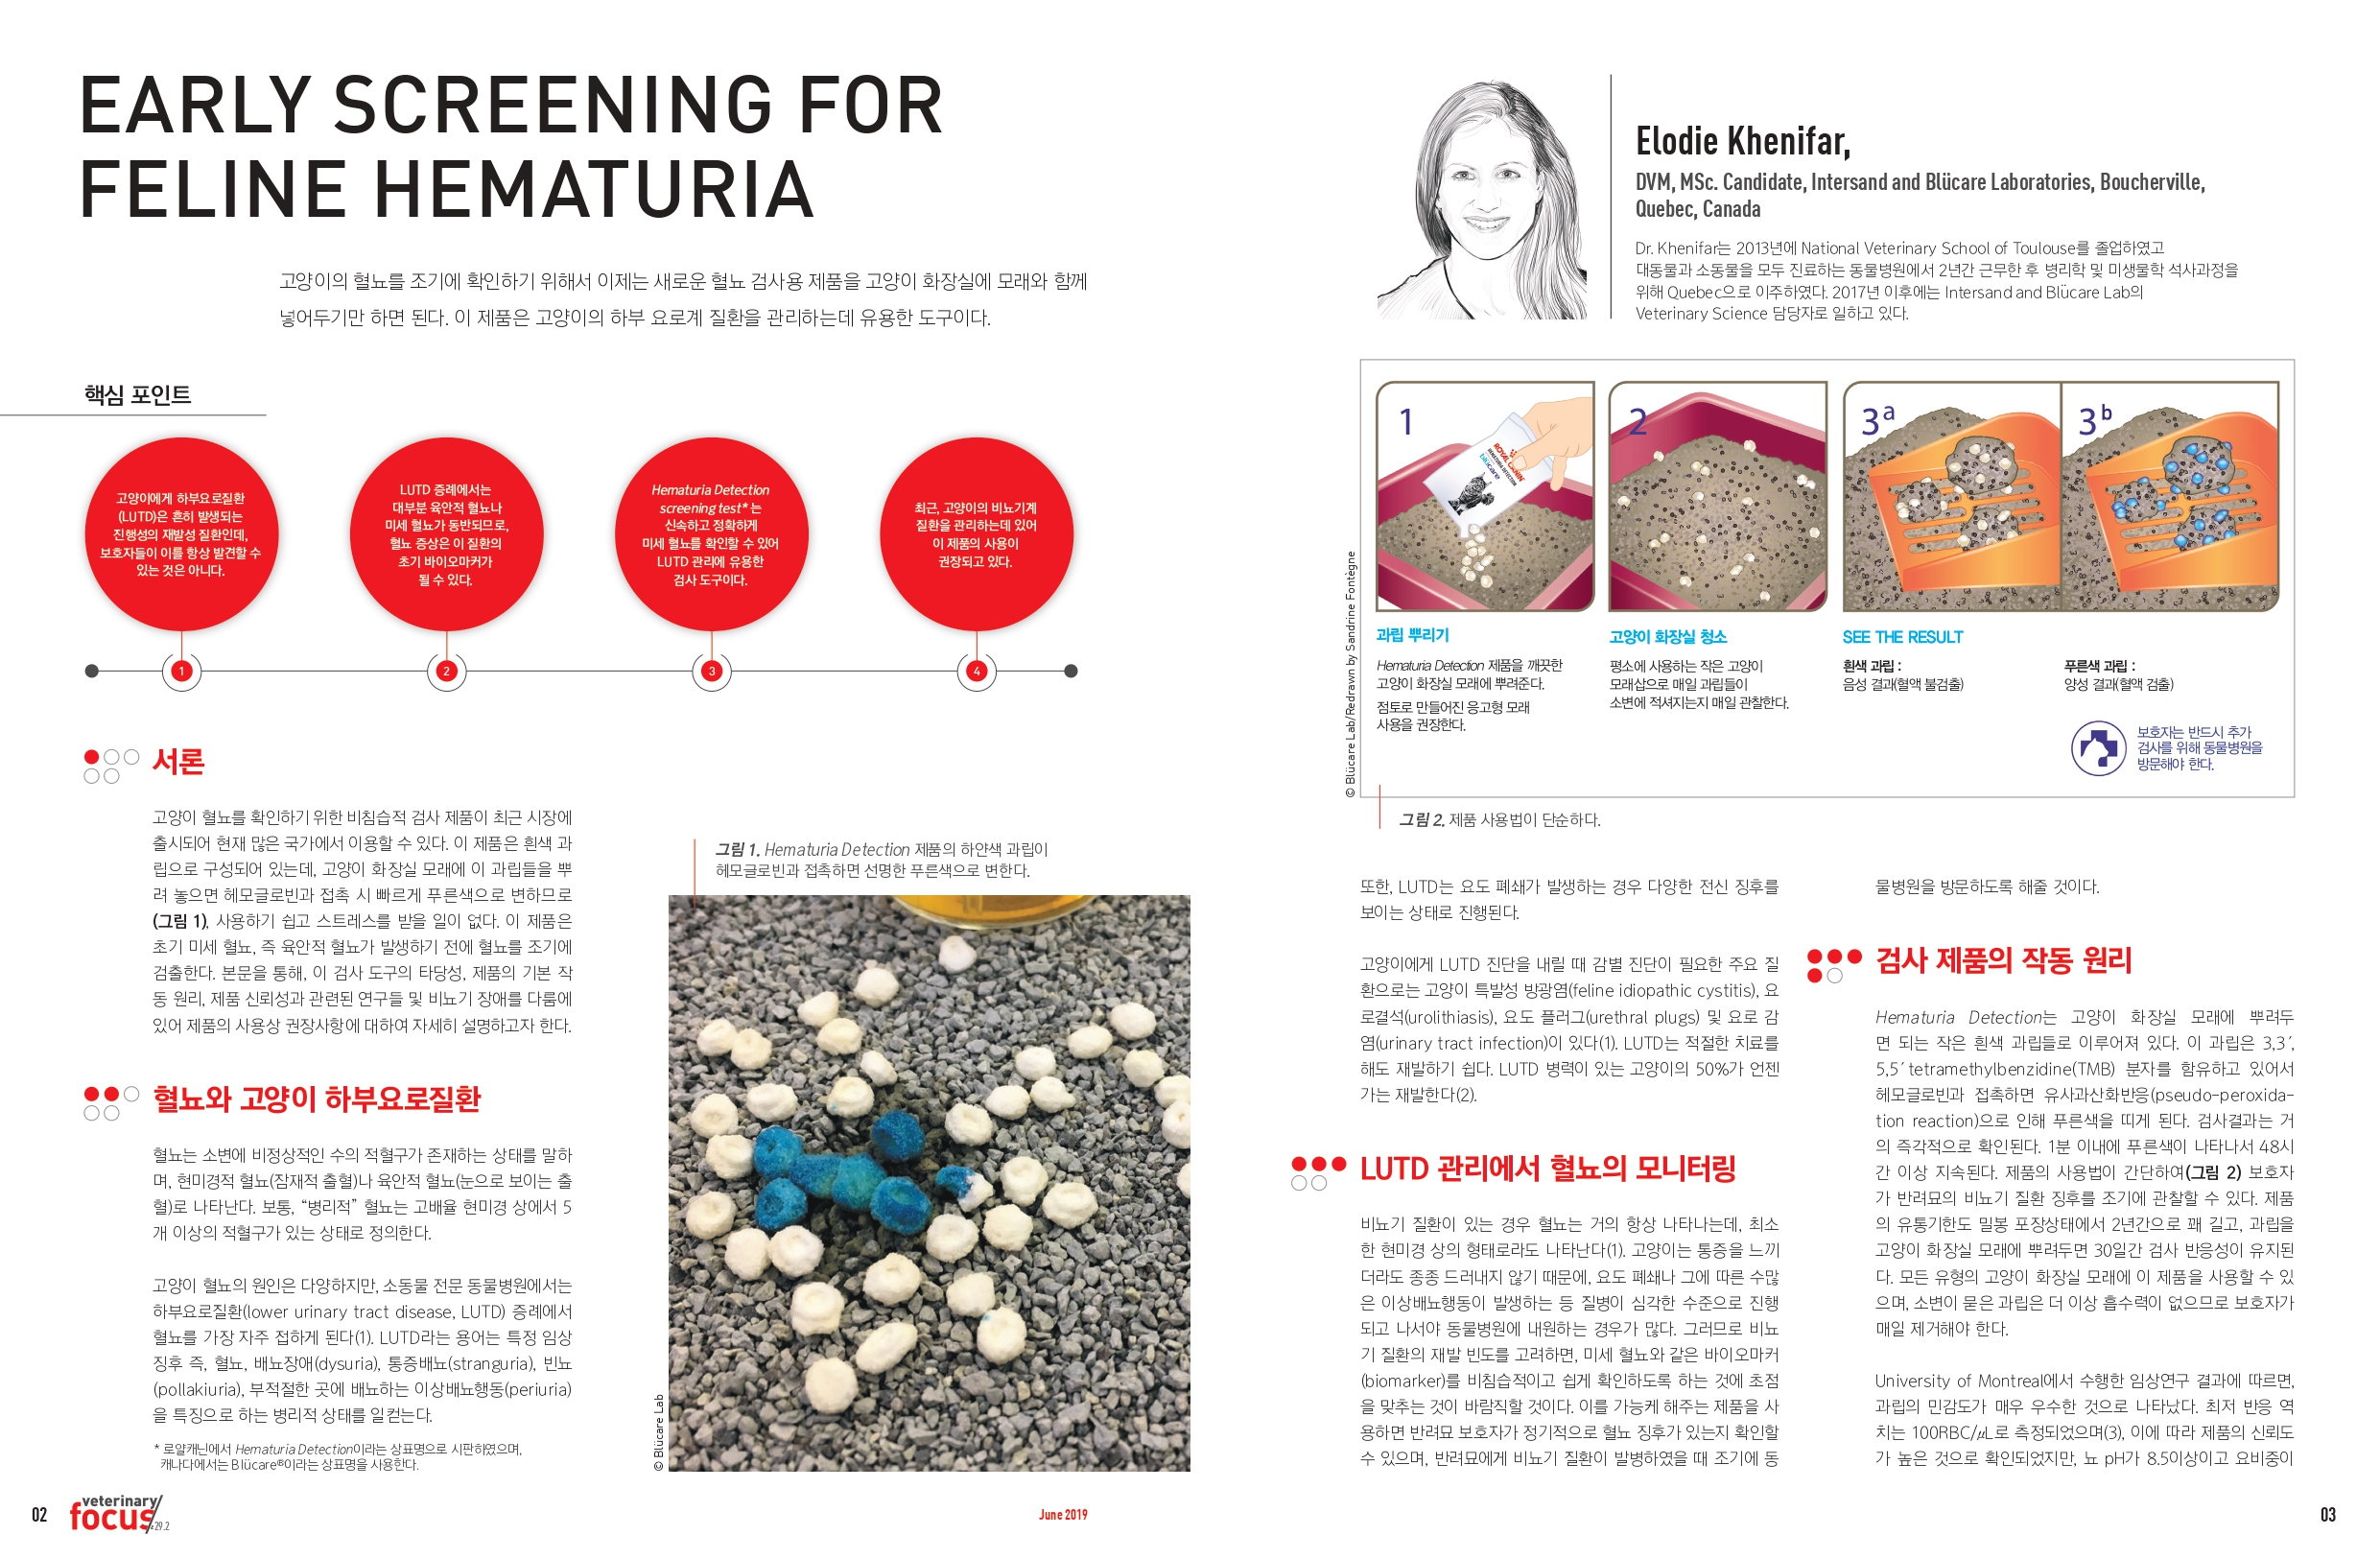 EARLY SCREENING FOR
FELINE HEMATURIA
고양이의 혈뇨를 조기에 확인하기 위해서 이제는 새로운 혈뇨 검사용 제품을 고양이 화장실에 모래와 함께
넣어두기만 하면 된다. 이 제품은 고양이의 하부 요로계 질환을 관리하는데 유용한 도구이다.
핵심 포인트
고양이에게 하부요로질환
(LUTD)은 흔히 발생되는
진행성의 재발성 질환인데,
보호자들이 이를 항상 발견할 수
있는 것은 아니다.
1
LUTD 증례에서는
대부분 육안적 혈뇨나
미세 혈뇨가 동반되므로,
혈뇨 증상은 이 질환의
초기 바이오마커가
될 수 있다.
2
Hematuria Detection
screening test*는
신속하고 정확하게
미세 혈뇨를 확인할 수 있어
LUTD 관리에 유용한
검사 도구이다.
3
최근, 고양이의 비뇨기계
질환을 관리하는데 있어
이 제품의 사용이
권장되고 있다.
4
서론
고양이 혈뇨를 확인하기 위한 비침습적 검사 제품이 최근 시장에
출시되어 현재 많은 국가에서 이용할 수 있다. 이 제품은 흰색 과
립으로 구성되어 있는데, 고양이 화장실 모래에 이 과립들을 뿌
려 놓으면 헤모글로빈과 접촉 시 빠르게 푸른색으로 변하므로
(그림 1), 사용하기 쉽고 스트레스를 받을 일이 없다. 이 제품은
초기 미세 혈뇨, 즉 육안적 혈뇨가 발생하기 전에 혈뇨를 조기에
검출한다. 본문을 통해, 이 검사 도구의 타당성, 제품의 기본 작
동 원리, 제품 신뢰성과 관련된 연구들 및 비뇨기 장애를 다룸에
있어 제품의 사용상 권장사항에 대하여 자세히 설명하고자 한다.
혈뇨와 고양이 하부요로질환
혈뇨는 소변에 비정상적인 수의 적혈구가 존재하는 상태를 말하
며, 현미경적 혈뇨(잠재적 출혈)나 육안적 혈뇨(눈으로 보이는 출
혈)로 나타난다. 보통, “병리적” 혈뇨는 고배율 현미경 상에서 5
개 이상의 적혈구가 있는 상태로 정의한다.
고양이 혈뇨의 원인은 다양하지만, 소동물 전문 동물병원에서는
하부요로질환(lower urinary tract disease, LUTD) 증례에서
혈뇨를 가장 자주 접하게 된다(1). LUTD라는 용어는 특정 임상
징후 즉, 혈뇨, 배뇨장애(dysuria), 통증배뇨(stranguria), 빈뇨
(pollakiuria), 부적절한 곳에 배뇨하는 이상배뇨행동(periuria)
을 특징으로 하는 병리적 상태를 일컫는다.
* 로얄캐닌에서 Hematuria Detection이라는 상표명으로 시판하였으며,
캐나다에서는 Blücare®이라는 상표명을 사용한다.
그림 1. Hematuria Detection 제품의 하얀색 과립이
헤모글로빈과 접촉하면 선명한 푸른색으로 변한다.
© Blücare Lab
02
veterinary
focus
#29.2
June 2019
Elodie Khenifar,
DVM, MSc. Candidate, Intersand and Blücare Laboratories, Boucherville,
Quebec, Canada
Dr. Khenifar는 2013년에 National Veterinary School of Toulouse를 졸업하였고
대동물과 소동물을 모두 진료하는 동물병원에서 2년간 근무한 후 병리학 및 미생물학 석사과정을
위해 Quebec으로 이주하였다. 2017년 이후에는 Intersand and Blücare Lab의
Veterinary Science 담당자로 일하고 있다.
1
ROYAL CANIN
HEMATURIA DETECTION
blücare
2
3a
3b
과립 뿌리기
Hematuria Detection 제품을 깨끗한
고양이 화장실 모래에 뿌려준다.
점토로 만들어진 응고형 모래
사용을 권장한다.
고양이 화장실 청소
평소에 사용하는 작은 고양이
모래삽으로 매일 과립들이
소변에 적셔지는지 매일 관찰한다.
SEE THE RESULT
흰색 과립 :
음성 결과(혈액 불검출)
푸른색 과립 :
양성 결과(혈액 검출)
보호자는 반드시 추가
검사를 위해 동물병원을
방문해야 한다.
© Blücare Lab/Redrawn by Sandrine Fontègne
그림 2. 제품 사용법이 단순하다.
또한, LUTD는 요도 폐쇄가 발생하는 경우 다양한 전신 징후를
보이는 상태로 진행된다.
고양이에게 LUTD 진단을 내릴 때 감별 진단이 필요한 주요 질
환으로는 고양이 특발성 방광염(feline idiopathic cystitis), 요
로결석(urolithiasis), 요도 플러그(urethral plugs) 및 요로 감
염(urinary tract infection)이 있다(1). LUTD는 적절한 치료를
해도 재발하기 쉽다. LUTD 병력이 있는 고양이의 50%가 언젠
가는 재발한다(2).
LUTD 관리에서 혈뇨의 모니터링
비뇨기 질환이 있는 경우 혈뇨는 거의 항상 나타나는데, 최소
한 현미경 상의 형태로라도 나타난다(1). 고양이는 통증을 느끼
더라도 종종 드러내지 않기 때문에, 요도 폐쇄나 그에 따른 수많
은 이상배뇨행동이 발생하는 등 질병이 심각한 수준으로 진행
되고 나서야 동물병원에 내원하는 경우가 많다. 그러므로 비뇨
기 질환의 재발 빈도를 고려하면, 미세 혈뇨와 같은 바이오마커
(biomarker)를 비침습적이고 쉽게 확인하도록 하는 것에 초점
을 맞추는 것이 바람직할 것이다. 이를 가능케 해주는 제품을 사
용하면 반려묘 보호자가 정기적으로 혈뇨 징후가 있는지 확인할
수 있으며, 반려묘에게 비뇨기 질환이 발병하였을 때 조기에 동
물병원을 방문하도록 해줄 것이다.
검사 제품의 작동 원리
Hematuria Detection는 고양이 화장실 모래에 뿌려두
면 되는 작은 흰색 과립들로 이루어져 있다. 이 과립은 3,3´,
5,5´ tetramethylbenzidine(TMB) 분자를 함유하고 있어서
헤모글로빈과 접촉하면 유사과산화반응(pseudo-peroxida-
tion reaction)으로 인해 푸른색을 띠게 된다. 검사결과는 거
의 즉각적으로 확인된다. 1분 이내에 푸른색이 나타나서 48시
간 이상 지속된다. 제품의 사용법이 간단하여(그림 2) 보호자
가 반려묘의 비뇨기 질환 징후를 조기에 관찰할 수 있다. 제품
의 유통기한도 밀봉 포장상태에서 2년간으로 꽤 길고, 과립을
고양이 화장실 모래에 뿌려두면 30일간 검사 반응성이 유지된
다. 모든 유형의 고양이 화장실 모래에 이 제품을 사용할 수 있
으며, 소변이 묻은 과립은 더 이상 흡수력이 없으므로 보호자가
매일 제거해야 한다.
University of Montreal에서 수행한 임상연구 결과에 따르면,
과립의 민감도가 매우 우수한 것으로 나타났다. 최저 반응 역
치는 100RBC/㎕로 측정되었으며(3), 이에 따라 제품의 신뢰도
가 높은 것으로 확인되었지만, 뇨 pH가 8.5이상이고 요비중이
03